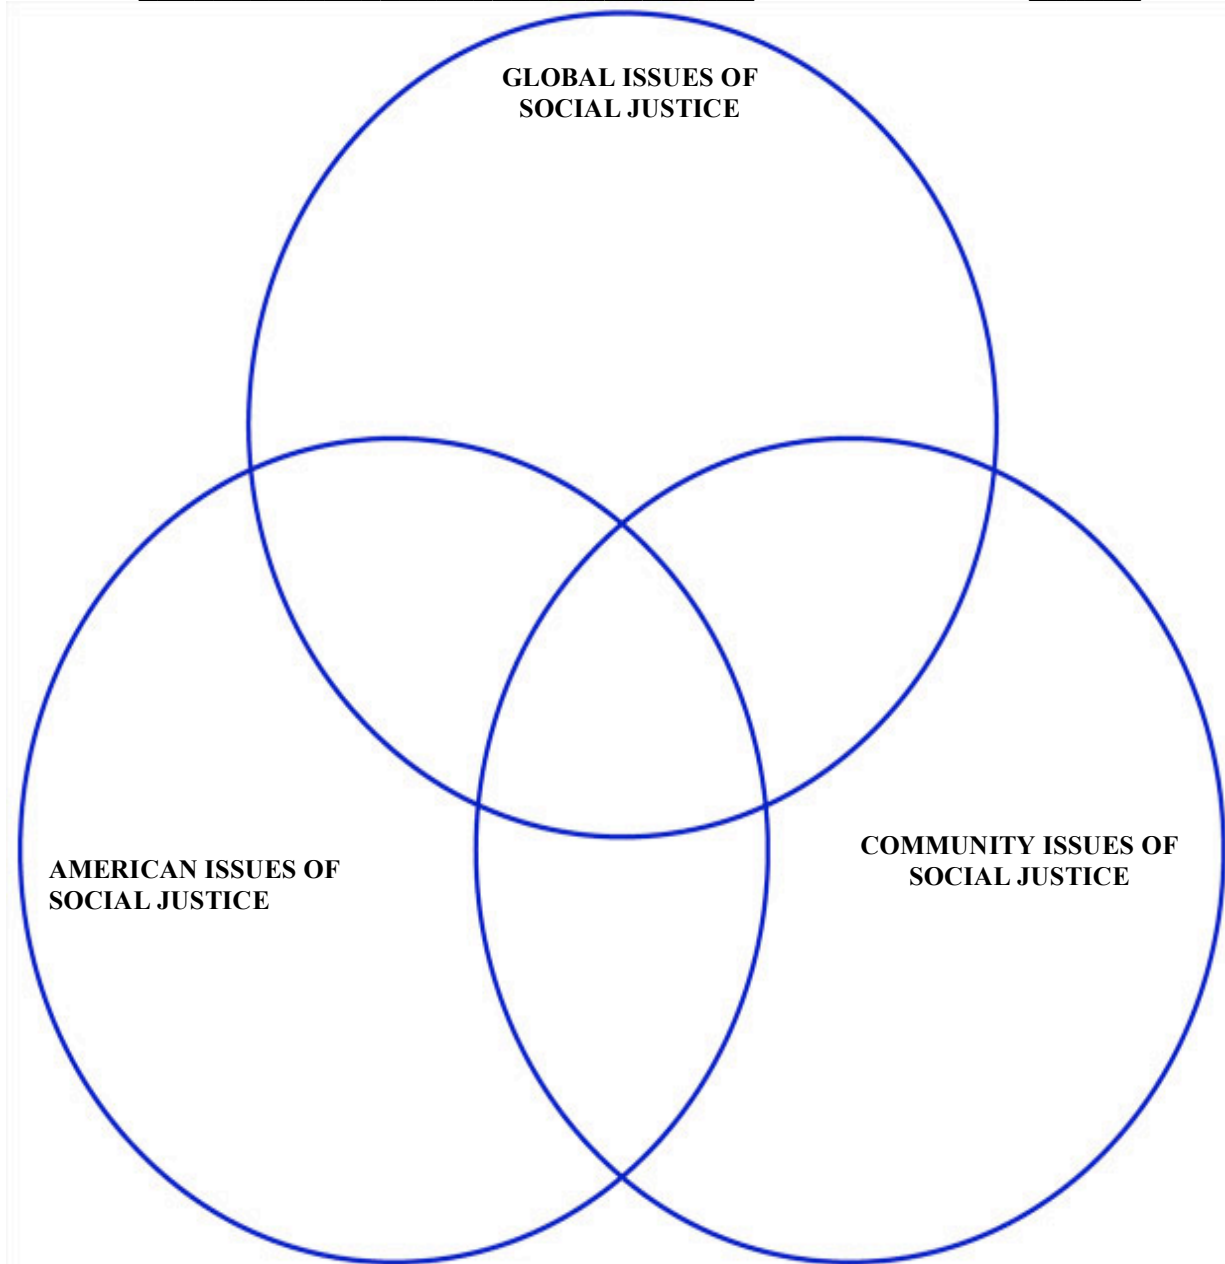 GLOBAL ISSUES OF
SOCIAL JUSTICE
AMERICAN ISSUES OF
SOCIAL JUSTICE
COMMUNITY ISSUES OF
SOCIAL JUSTICE